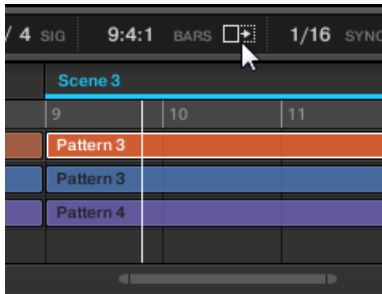 / 4 SIG 9:4:1 BARS 1/16 SYNC
Scene 3
9 10 11
Pattern 3
Pattern 3
Pattern 4